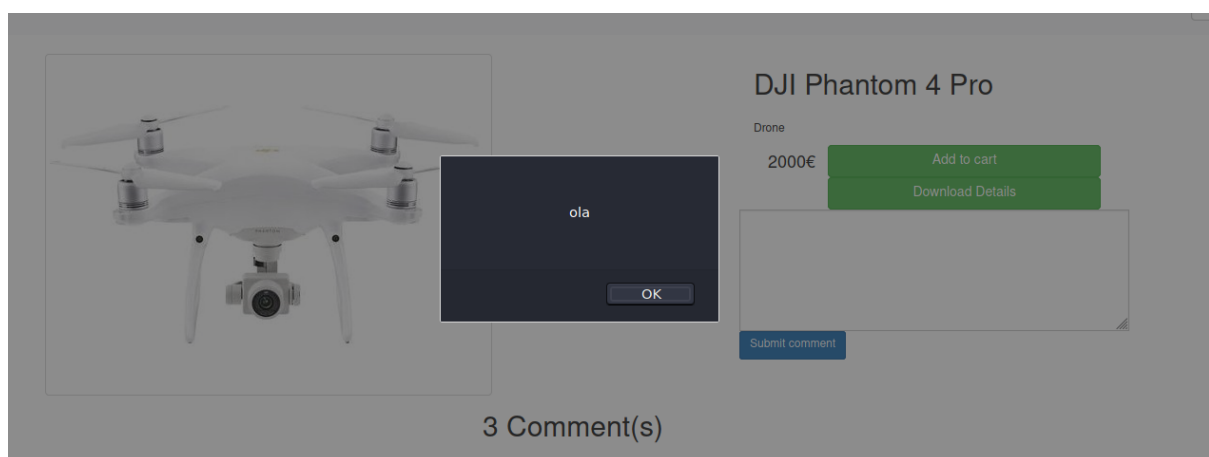 DJI Phantom 4 Pro
Drone
2000€
Add to cart
Download Details
ola
OK
Submit comment
3 Comment(s)